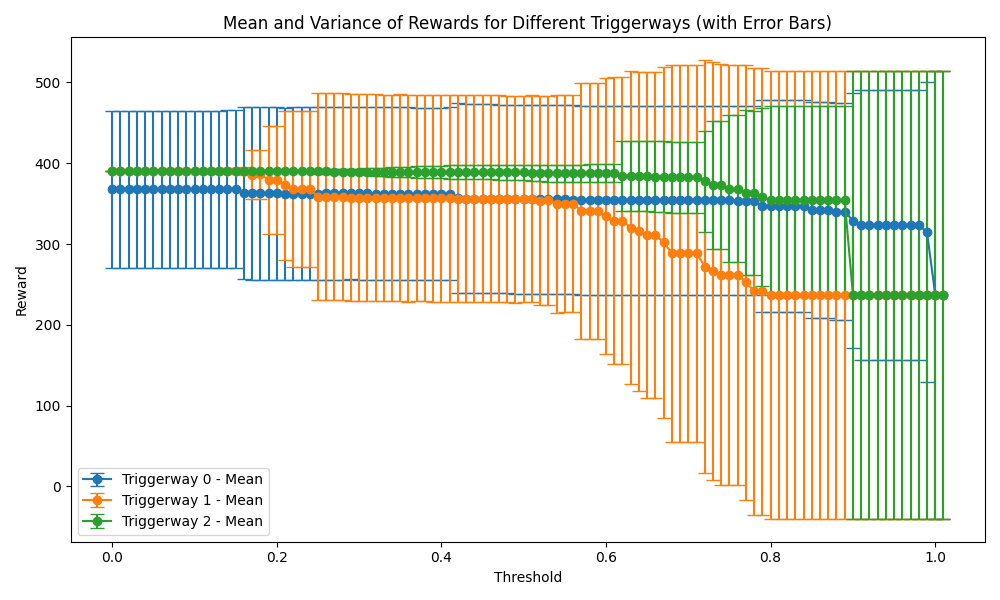 Mean and Variance of Rewards for Different Triggerways (with Error Bars)
500
400
300
200
100
0
Reward
Triggerway 0 - Mean
Triggerway 1 - Mean
Triggerway 2 - Mean
0.0 0.2 0.4 0.6 0.8 1.0
Threshold